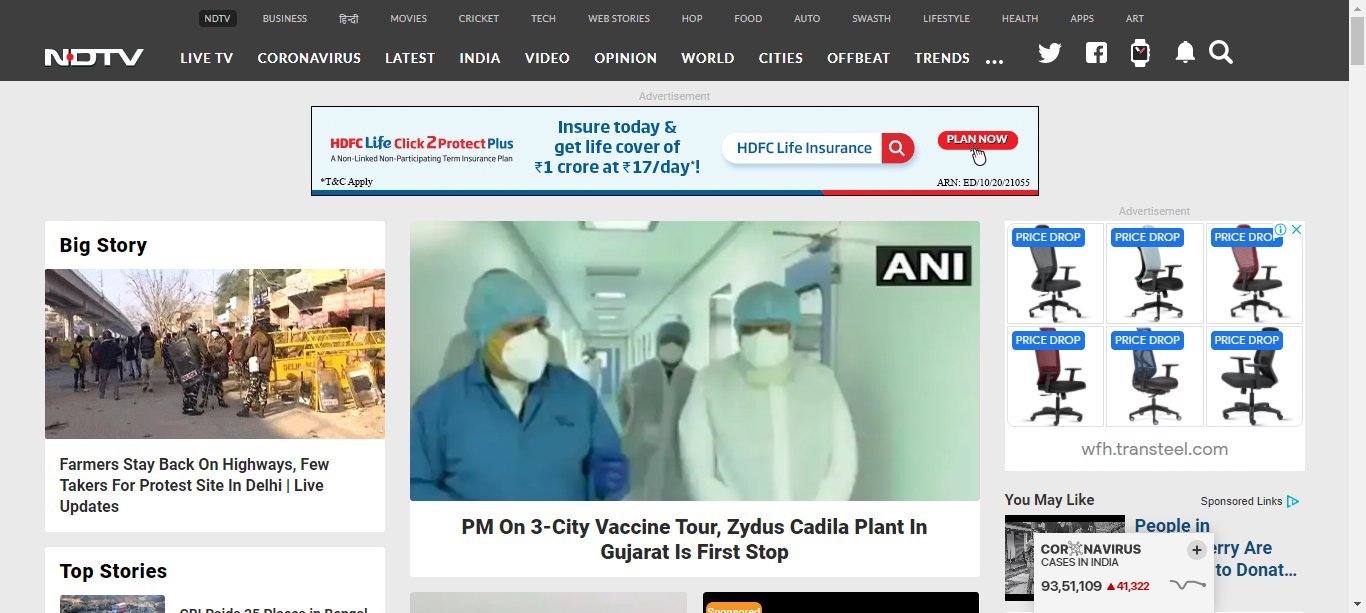 NDTV BUSINESS हिन्दी MOVIES CRICKET TECH WEB STORIES HOP FOOD AUTO SWASTH LIFESTYLE HEALTH APPS ART
NDTV LIVE TV CORONAVIRUS LATEST INDIA VIDEO OPINION WORLD CITIES OFFBEAT TRENDS ...
Advertisement
HDFC Life Click 2 Protect Plus
A Non-Linked Non-Participating Term Insurance Plan
*T&C Apply
Insure today &
get life cover of
₹1 crore at ₹17/day*!
HDFC Life Insurance
PLAN NOW
ARN: ED/10/20/21055
Big Story
DELHI
Farmers Stay Back On Highways, Few
Takers For Protest Site In Delhi | Live
Updates
Top Stories
CBI Raids 25 Places in Bengal
ANI
PM On 3-City Vaccine Tour, Zydus Cadila Plant In
Gujarat Is First Stop
Sponsored
Advertisement
PRICE DROP PRICE DROP PRICE DROP
PRICE DROP PRICE DROP PRICE DROP
wfh.transteel.com
You May Like Sponsored Links
People in
erry Are
to Donat...
CORONAVIRUS
CASES IN INDIA
93,51,109 ▲41,322